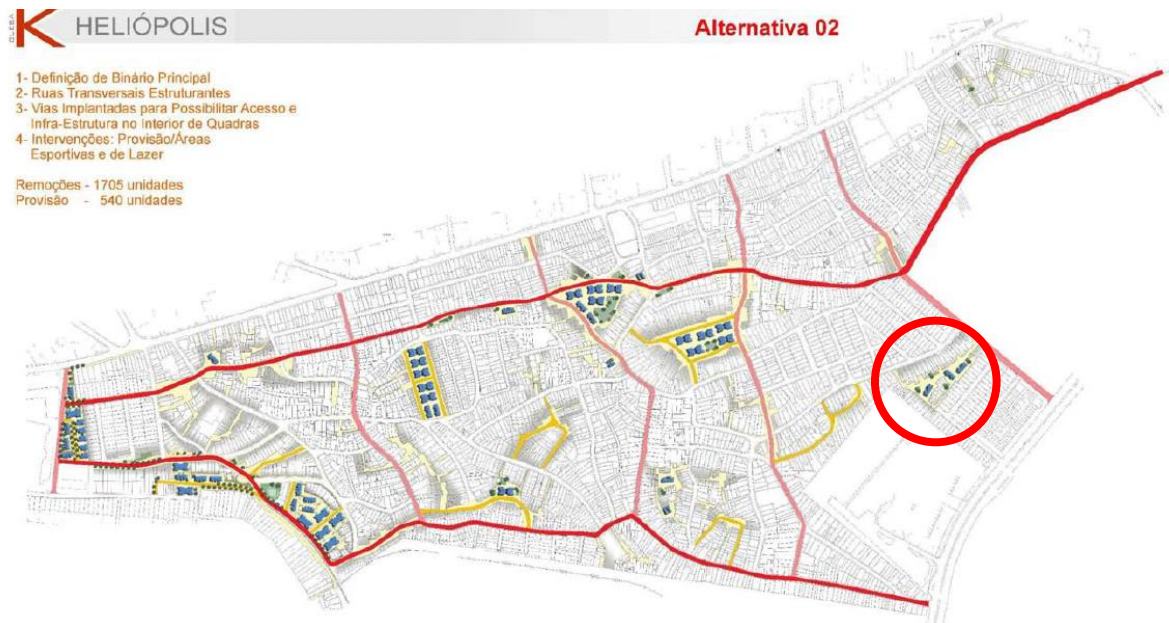 GLEBA
K HELIÓPOLIS
Alternativa 02
1- Definição de Binário Principal
2- Ruas Transversais Estruturantes
3- Vias Implantadas para Possibilitar Acesso e
Infra-Estrutura no Interior de Quadras
4- Intervenções: Provisão/Áreas
Esportivas e de Lazer
Remoções - 1705 unidades
Provisão - 540 unidades